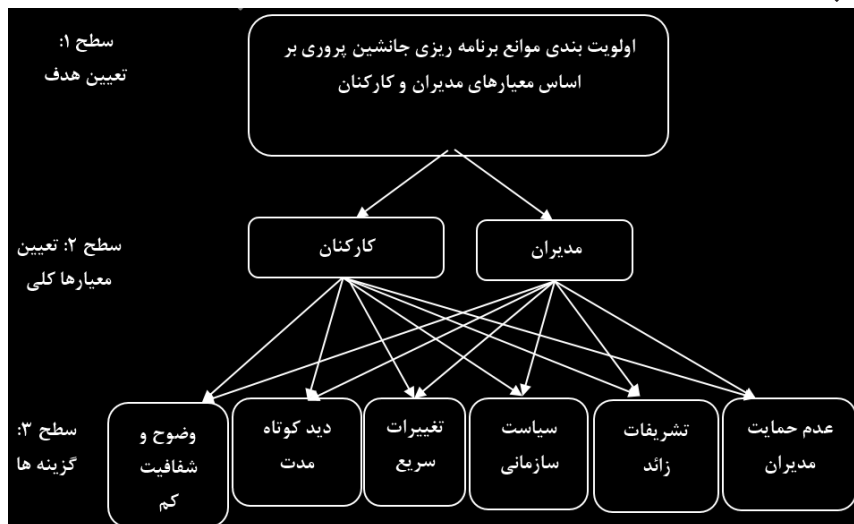 سطح ۱:
تعیین هدف
اولویت بندی موانع برنامه ریزی جانشین پروری بر
اساس معیارهای مدیران و کارکنان
سطح ۲: تعیین
معیارها کلی
مدیران
کارکنان
سطح ۳:
گزینه ها
عدم حمایت
مدیران
تشریفات
زائد
سیاست
سازمانی
تغییرات
سریع
دید کوتاه
مدت
وضوح و
شفافیت
کم